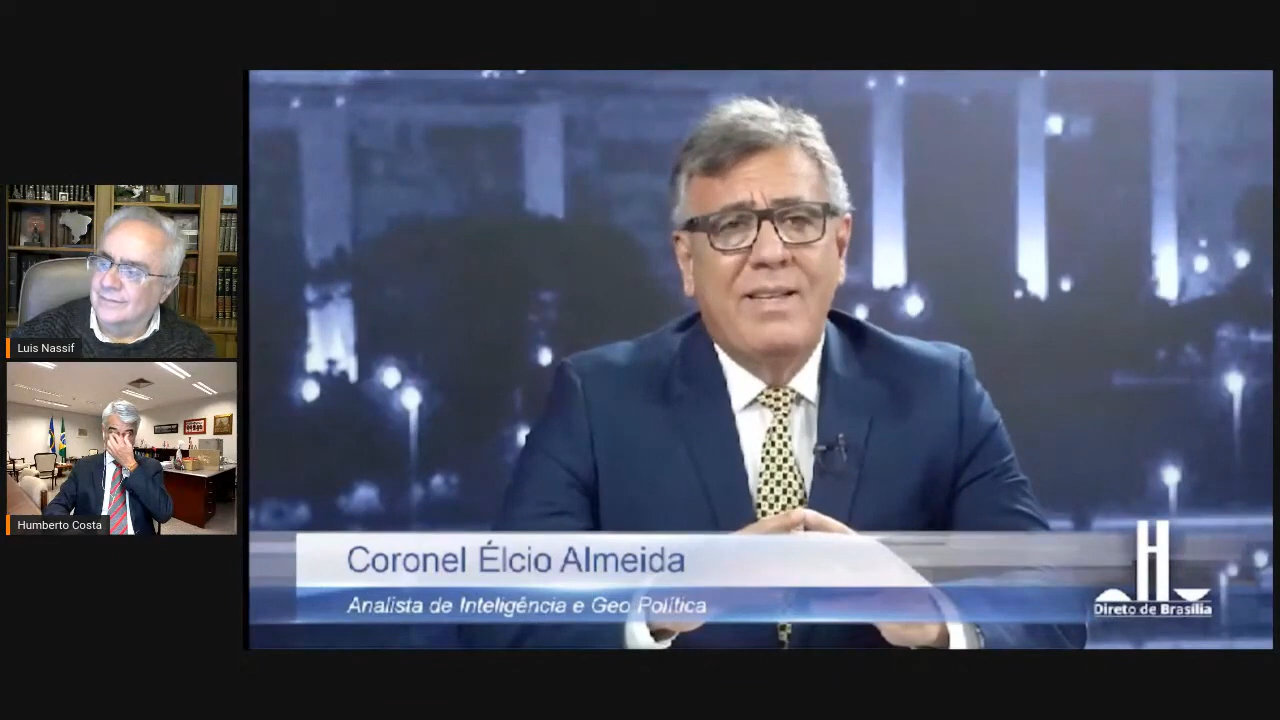 Luis Nassif
Humberto Costa
Coronel Élcio Almeida
Analista de Inteligência e Geo Política
Direto de Brasília